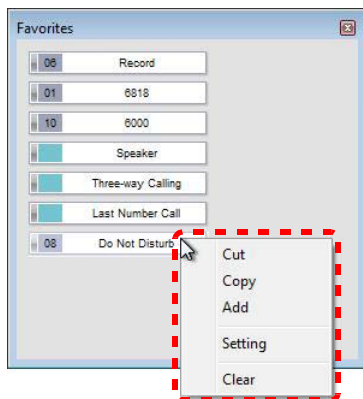 Favorites
06 Record
01 6818
10 6000
Speaker
Three-way Calling
Last Number Call
08 Do Not Disturb
Cut
Copy
Add
Setting
Clear